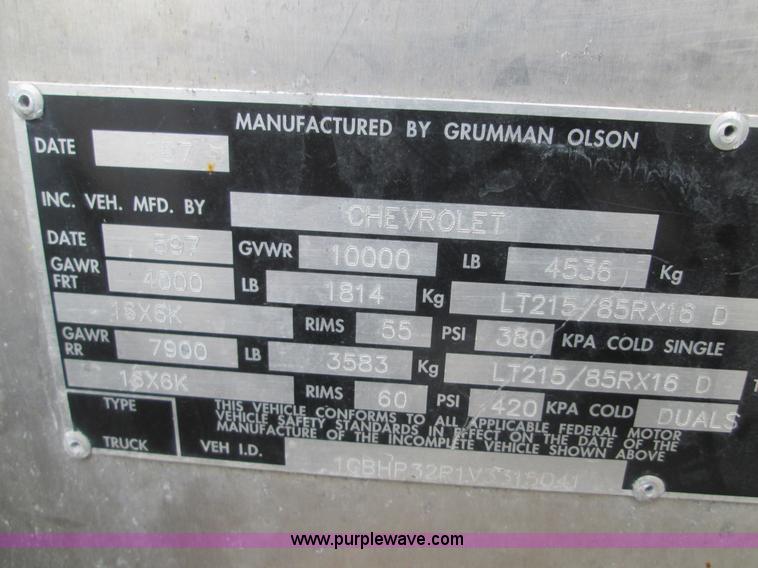 MANUFACTURED BY GRUMMAN OLSON
DATE 97
INC. VEH. MFD. BY CHEVROLET
DATE 597 GVWR 10000 LB 4536 Kg
GAWR FRT 4000 LB 1814 Kg LT215/85RX16 D
16X6K RIMS 55 PSI 380 KPA COLD SINGLE
GAWR RR 7900 LB 3583 Kg LT215/85RX16 D
16X6K RIMS 60 PSI 420 KPA COLD DUALS
TYPE TRUCK
THIS VEHICLE CONFORMS TO ALL APPLICABLE FEDERAL MOTOR
VEHICLE SAFETY STANDARDS IN EFFECT ON THE DATE OF THE
MANUFACTURE OF THE INCOMPLETE VEHICLE SHOWN ABOVE
VEH I.D. 1GBHP32R1V3315041
www.purplewave.com